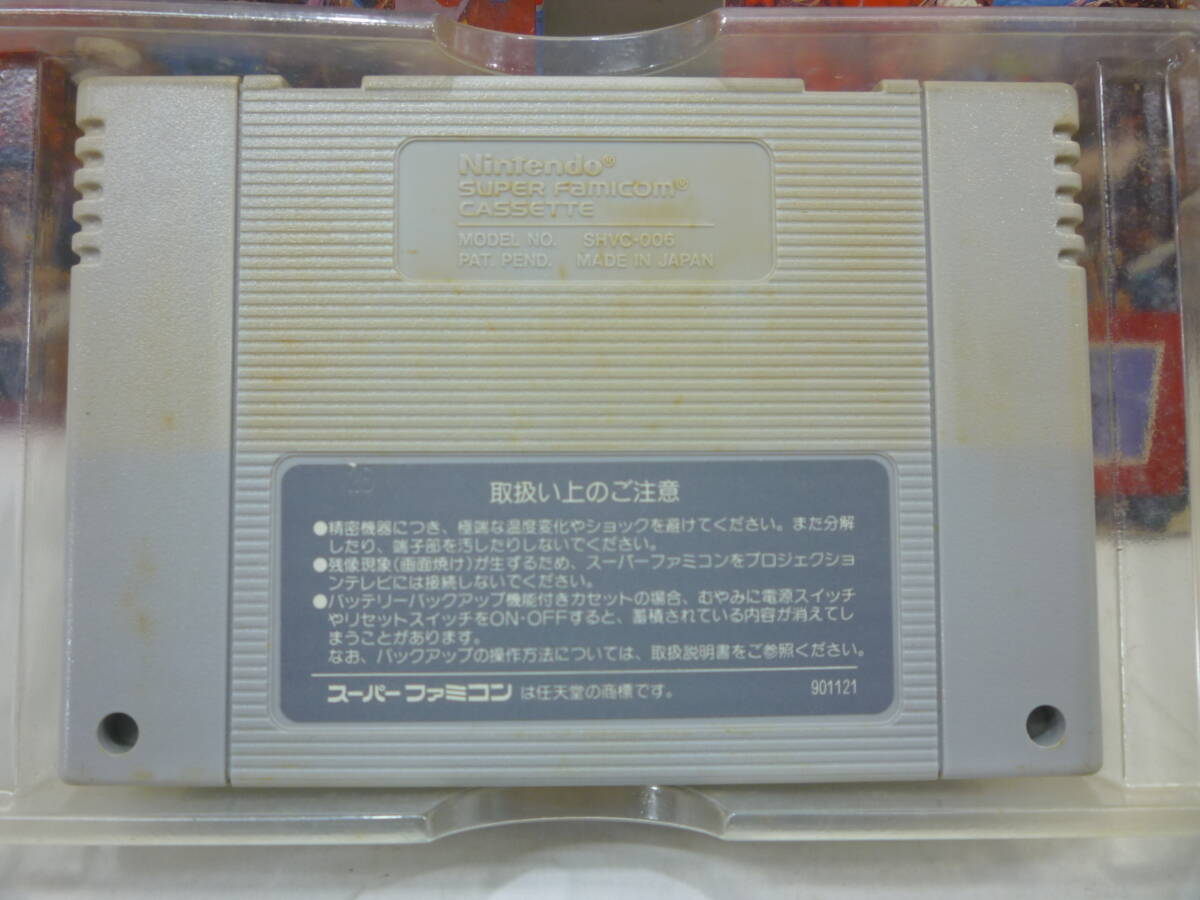 Nintendo®
SUPER FAMICOM®
CASSETTE
MODEL NO. SHVC-006
PAT. PEND. MADE IN JAPAN
取扱い上のご注意
●精密機器につき、極端な温度変化やショックを避けてください。また分解
したり、端子部を汚したりしないでください。
●残像現象(画面焼け)が生ずるため、スーパーファミコンをプロジェクショ
ンテレビには接続しないでください。
●バッテリーバックアップ機能付きカセットの場合、むやみに電源スイッチ
やリセットスイッチをON・OFFすると、蓄積されている内容が消えてし
まうことがあります。
なお、バックアップの操作方法については、取扱説明書をご参照ください。
スーパーファミコン は任天堂の商標です。 901121